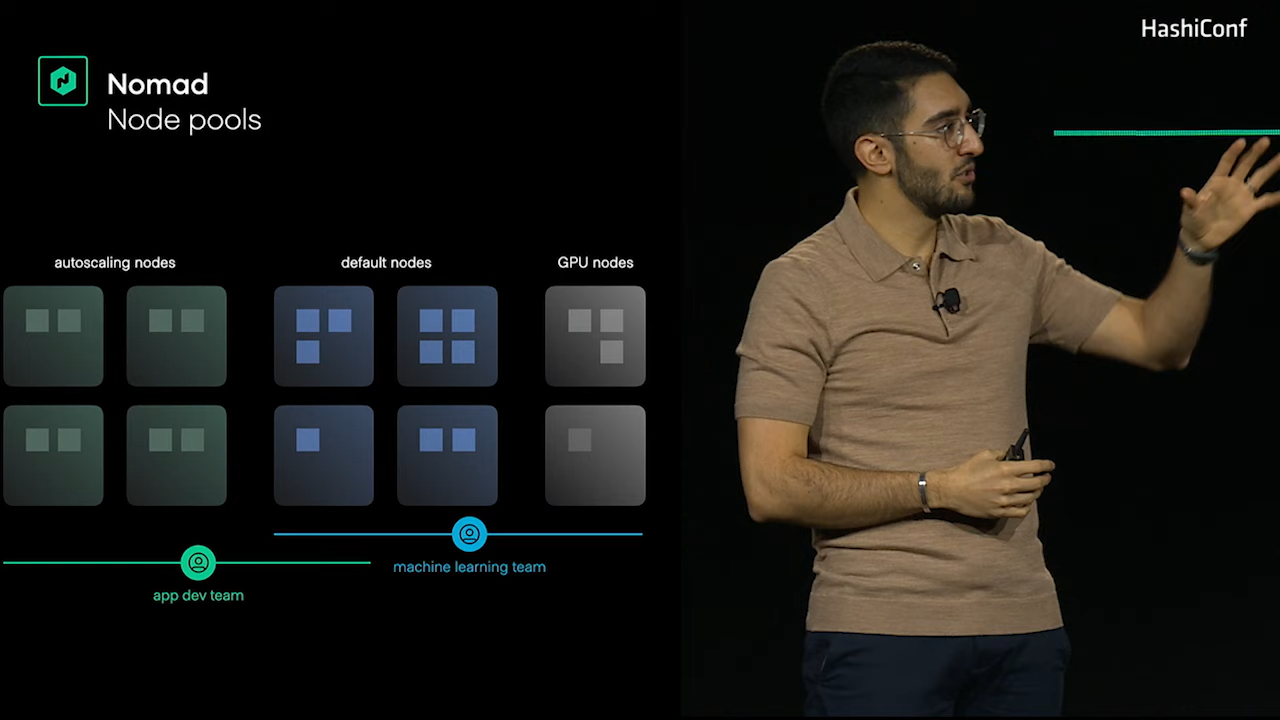 HashiConf
Nomad
Node pools
autoscaling nodes
default nodes
GPU nodes
machine learning team
app dev team